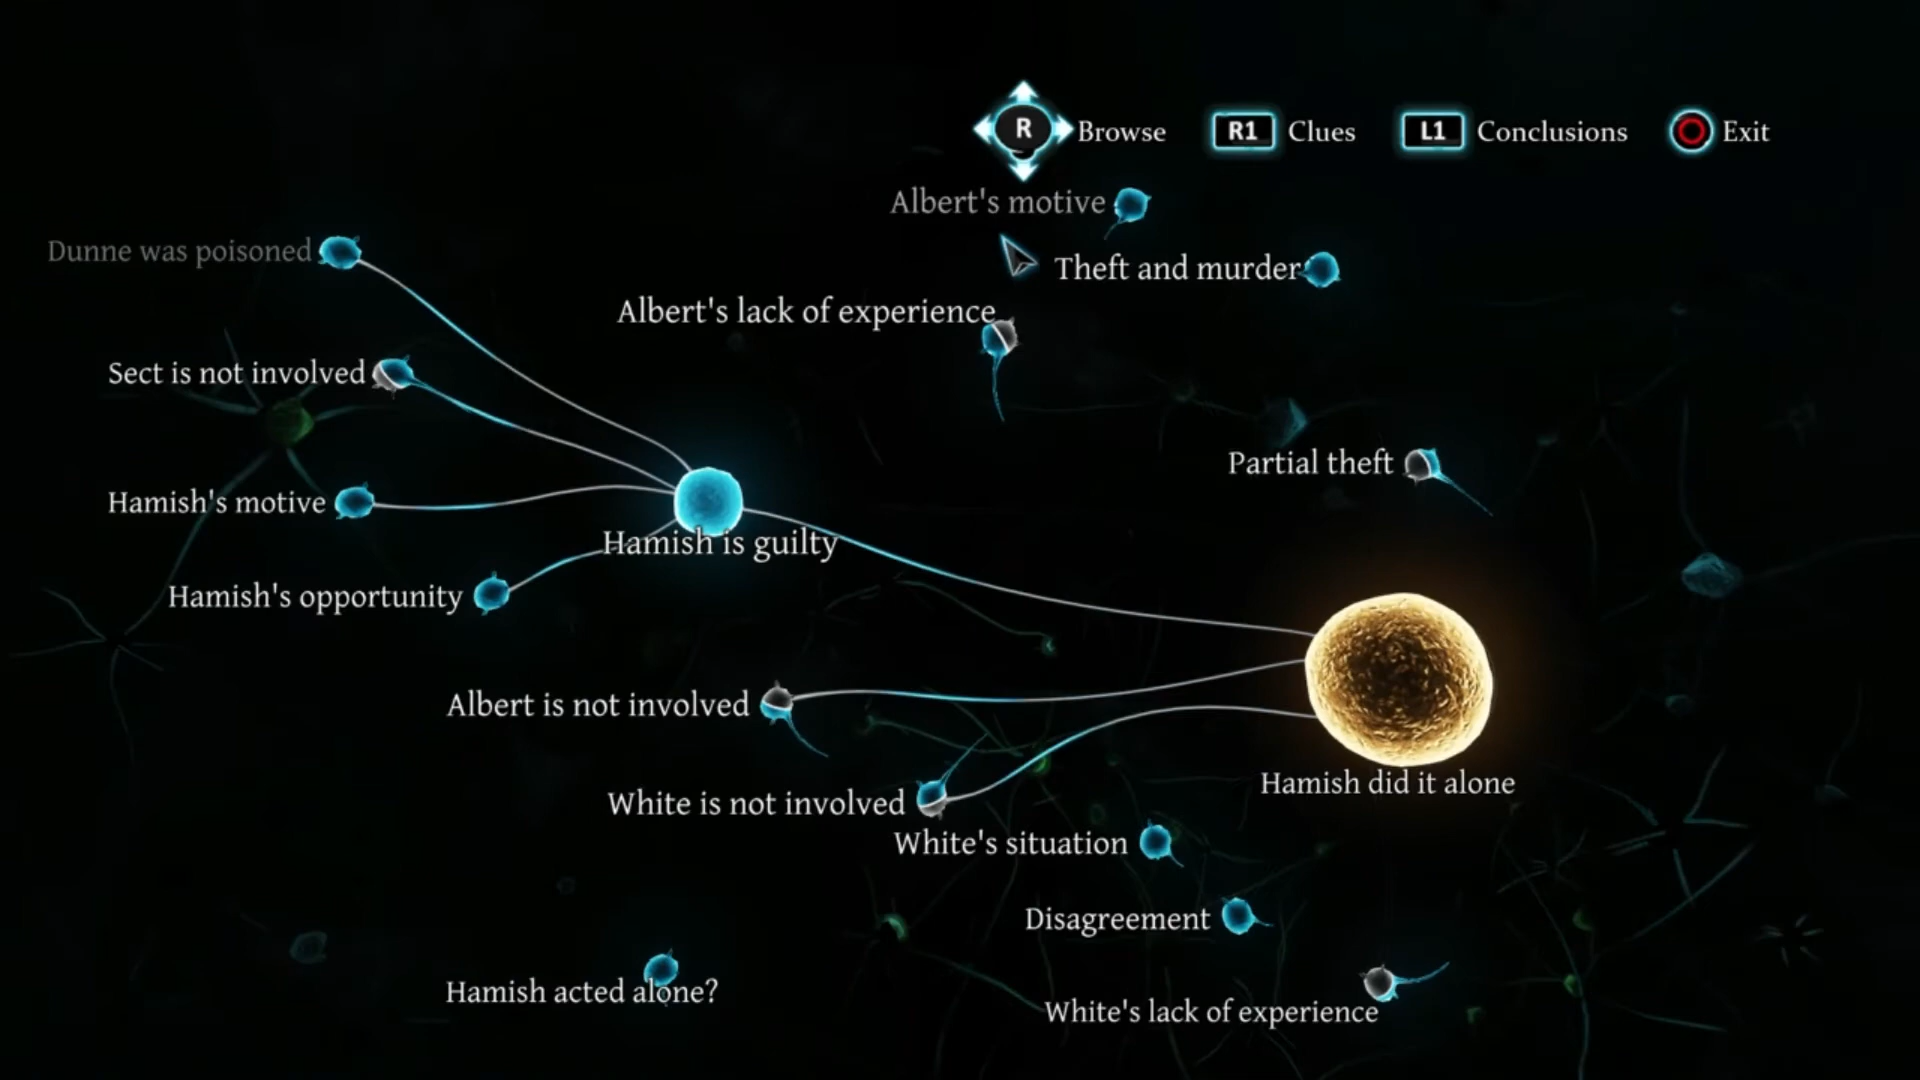 R Browse R1 Clues L1 Conclusions Exit
Albert's motive
Dunne was poisoned
Theft and murder
Albert's lack of experience
Sect is not involved
Partial theft
Hamish's motive
Hamish is guilty
Hamish's opportunity
Albert is not involved
Hamish did it alone
White is not involved
White's situation
Disagreement
Hamish acted alone?
White's lack of experience